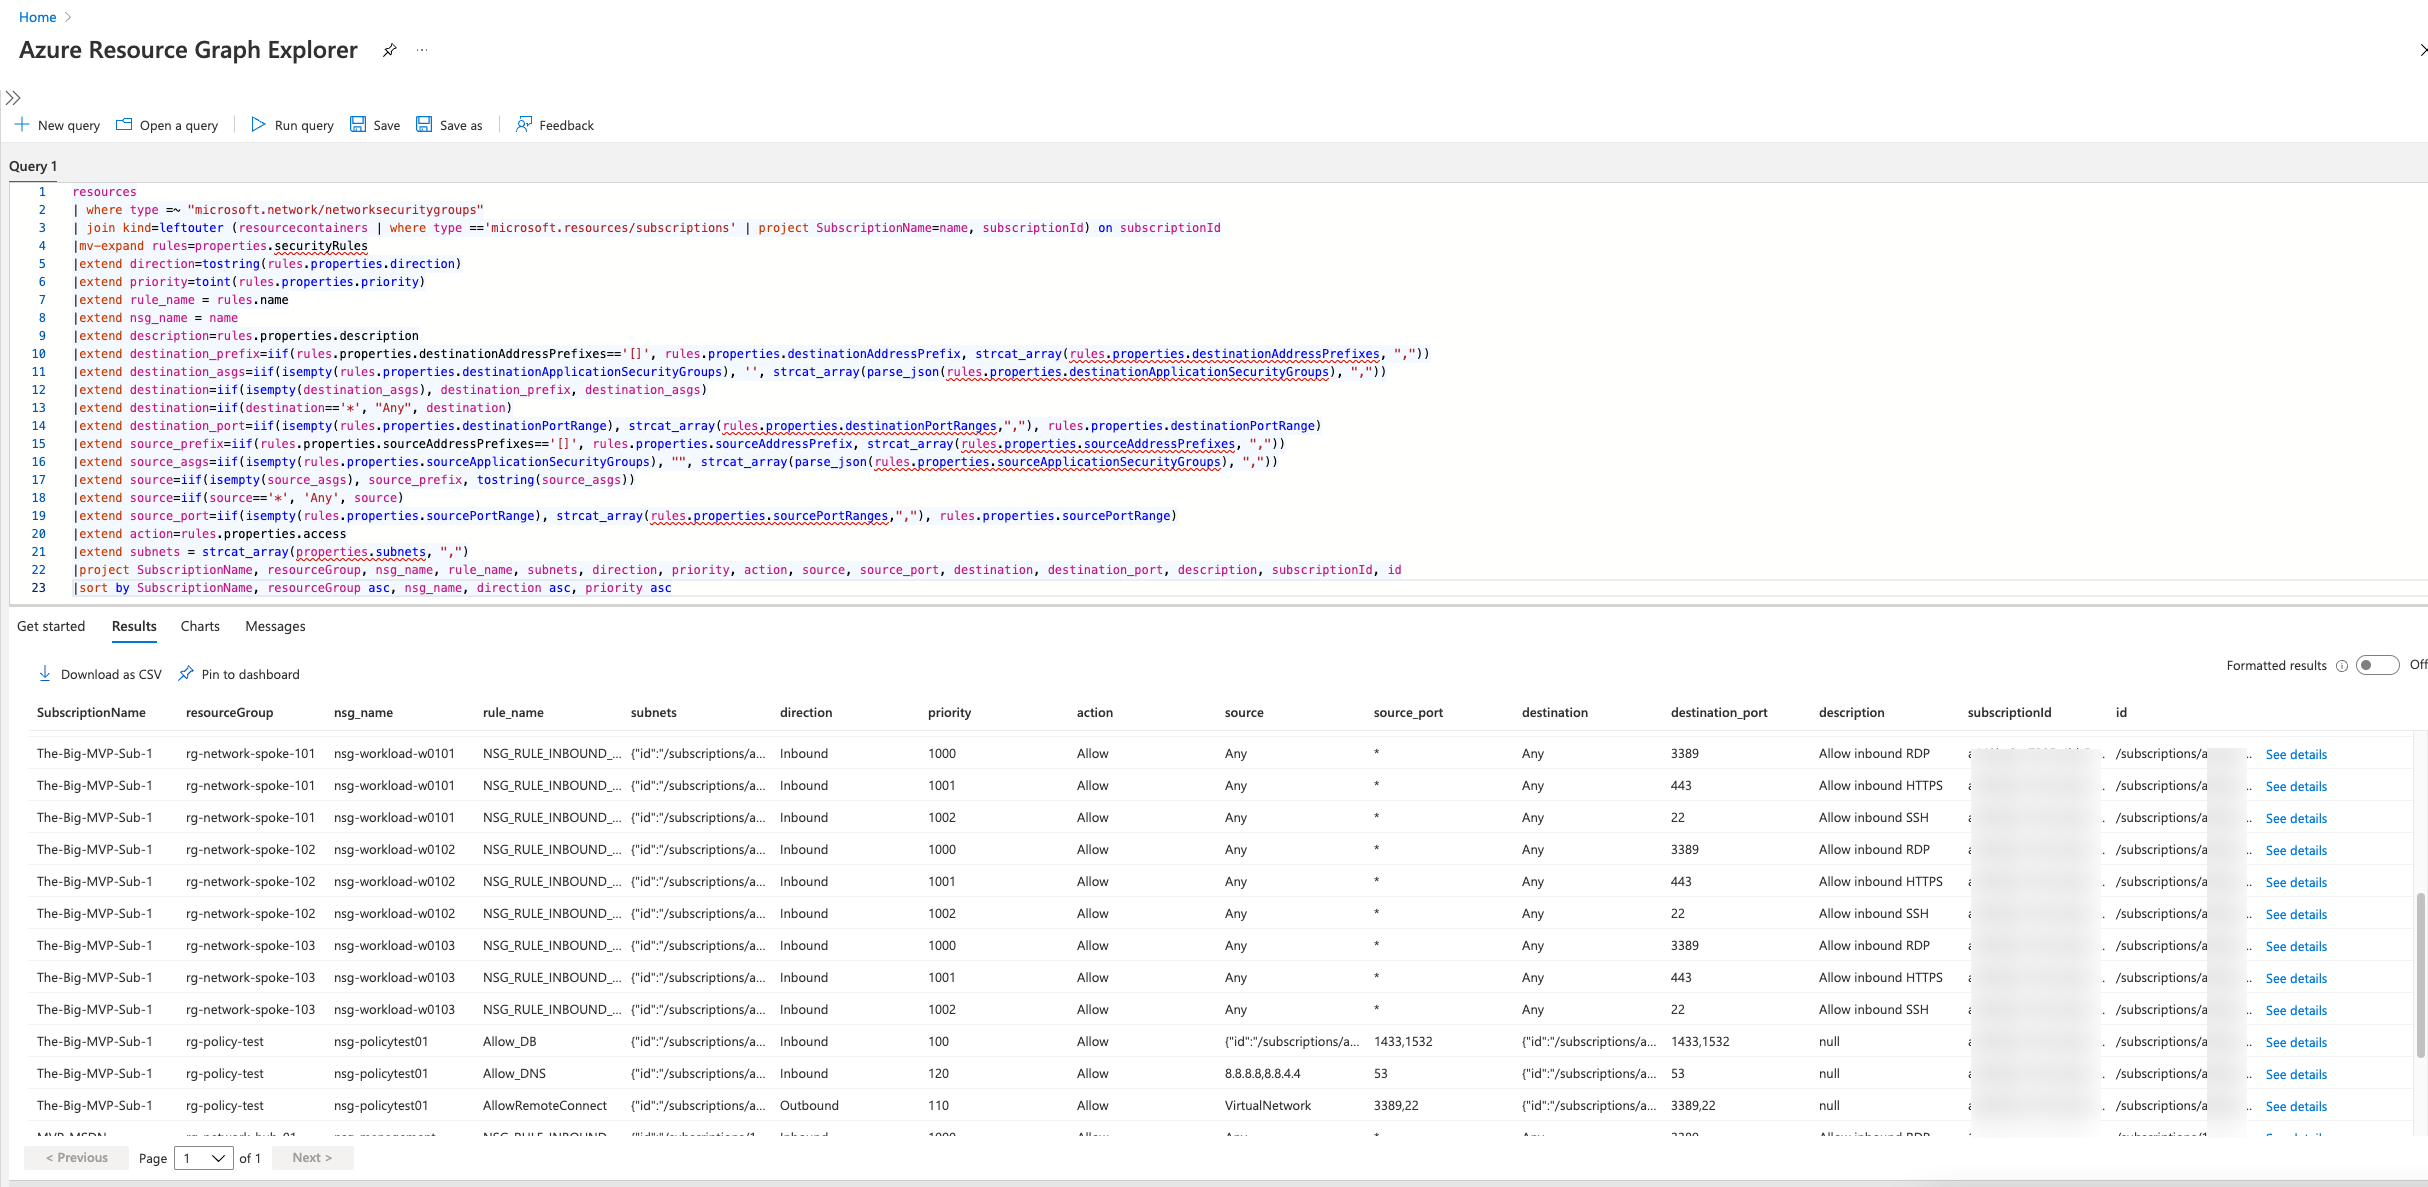 Home
Azure Resource Graph Explorer
New query Open a query Run query Save Save as Feedback
Query 1
1 resources
2 | where type =~ "microsoft.network/networksecuritygroups"
3 | join kind=leftouter (resourcecontainers | where type =='microsoft.resources/subscriptions' | project SubscriptionName=name, subscriptionId) on subscriptionId
4 |mv-expand rules=properties.securityRules
5 |extend direction=tostring(rules.properties.direction)
6 |extend priority=toint(rules.properties.priority)
7 |extend rule_name = rules.name
8 |extend nsg_name = name
9 |extend description=rules.properties.description
10 |extend destination_prefix=iif(rules.properties.destinationAddressPrefixes=='[]', rules.properties.destinationAddressPrefix, strcat_array(rules.properties.destinationAddressPrefixes, ","))
11 |extend destination_asgs=iif(isempty(rules.properties.destinationApplicationSecurityGroups), '', strcat_array(parse_json(rules.properties.destinationApplicationSecurityGroups), ","))
12 |extend destination=iif(isempty(destination_asgs), destination_prefix, destination_asgs)
13 |extend destination=iif(destination=='*', "Any", destination)
14 |extend destination_port=iif(isempty(rules.properties.destinationPortRange), strcat_array(rules.properties.destinationPortRanges,","), rules.properties.destinationPortRange)
15 |extend source_prefix=iif(rules.properties.sourceAddressPrefixes=='[]', rules.properties.sourceAddressPrefix, strcat_array(rules.properties.sourceAddressPrefixes, ","))
16 |extend source_asgs=iif(isempty(rules.properties.sourceApplicationSecurityGroups), "", strcat_array(parse_json(rules.properties.sourceApplicationSecurityGroups), ","))
17 |extend source=iif(isempty(source_asgs), source_prefix, tostring(source_asgs))
18 |extend source=iif(source=='*', 'Any', source)
19 |extend source_port=iif(isempty(rules.properties.sourcePortRange), strcat_array(rules.properties.sourcePortRanges,","), rules.properties.sourcePortRange)
20 |extend action=rules.properties.access
21 |extend subnets = strcat_array(properties.subnets, ",")
22 |project SubscriptionName, resourceGroup, nsg_name, rule_name, subnets, direction, priority, action, source, source_port, destination, destination_port, description, subscriptionId, id
23 |sort by SubscriptionName, resourceGroup asc, nsg_name, direction asc, priority asc
Get started Results Charts Messages
Download as CSV Pin to dashboard Formatted results Off
SubscriptionName resourceGroup nsg_name rule_name subnets direction priority action source source_port destination destination_port description subscriptionId id
The-Big-MVP-Sub-1 rg-network-spoke-101 nsg-workload-w0101 NSG_RULE_INBOUND_... {"id":"/subscriptions/a... Inbound 1000 Allow Any * Any 3389 Allow inbound RDP /subscriptions/a .. See details
The-Big-MVP-Sub-1 rg-network-spoke-101 nsg-workload-w0101 NSG_RULE_INBOUND_... {"id":"/subscriptions/a... Inbound 1001 Allow Any * Any 443 Allow inbound HTTPS /subscriptions/a .. See details
The-Big-MVP-Sub-1 rg-network-spoke-101 nsg-workload-w0101 NSG_RULE_INBOUND_... {"id":"/subscriptions/a... Inbound 1002 Allow Any * Any 22 Allow inbound SSH /subscriptions/a .. See details
The-Big-MVP-Sub-1 rg-network-spoke-102 nsg-workload-w0102 NSG_RULE_INBOUND_... {"id":"/subscriptions/a... Inbound 1000 Allow Any * Any 3389 Allow inbound RDP /subscriptions/a .. See details
The-Big-MVP-Sub-1 rg-network-spoke-102 nsg-workload-w0102 NSG_RULE_INBOUND_... {"id":"/subscriptions/a... Inbound 1001 Allow Any * Any 443 Allow inbound HTTPS /subscriptions/a .. See details
The-Big-MVP-Sub-1 rg-network-spoke-102 nsg-workload-w0102 NSG_RULE_INBOUND_... {"id":"/subscriptions/a... Inbound 1002 Allow Any * Any 22 Allow inbound SSH /subscriptions/a .. See details
The-Big-MVP-Sub-1 rg-network-spoke-103 nsg-workload-w0103 NSG_RULE_INBOUND_... {"id":"/subscriptions/a... Inbound 1000 Allow Any * Any 3389 Allow inbound RDP /subscriptions/a .. See details
The-Big-MVP-Sub-1 rg-network-spoke-103 nsg-workload-w0103 NSG_RULE_INBOUND_... {"id":"/subscriptions/a... Inbound 1001 Allow Any * Any 443 Allow inbound HTTPS /subscriptions/a .. See details
The-Big-MVP-Sub-1 rg-network-spoke-103 nsg-workload-w0103 NSG_RULE_INBOUND_... {"id":"/subscriptions/a... Inbound 1002 Allow Any * Any 22 Allow inbound SSH /subscriptions/a .. See details
The-Big-MVP-Sub-1 rg-policy-test nsg-policytest01 Allow_DB {"id":"/subscriptions/a... Inbound 100 Allow {"id":"/subscriptions/a... 1433,1532 {"id":"/subscriptions/a... 1433,1532 null /subscriptions/a .. See details
The-Big-MVP-Sub-1 rg-policy-test nsg-policytest01 Allow_DNS {"id":"/subscriptions/a... Inbound 120 Allow 8.8.8.8,8.8.4.4 53 {"id":"/subscriptions/a... 53 null /subscriptions/a .. See details
The-Big-MVP-Sub-1 rg-policy-test nsg-policytest01 AllowRemoteConnect {"id":"/subscriptions/a... Outbound 110 Allow VirtualNetwork 3389,22 {"id":"/subscriptions/a... 3389,22 null /subscriptions/a .. See details
< Previous Page 1 of 1 Next >